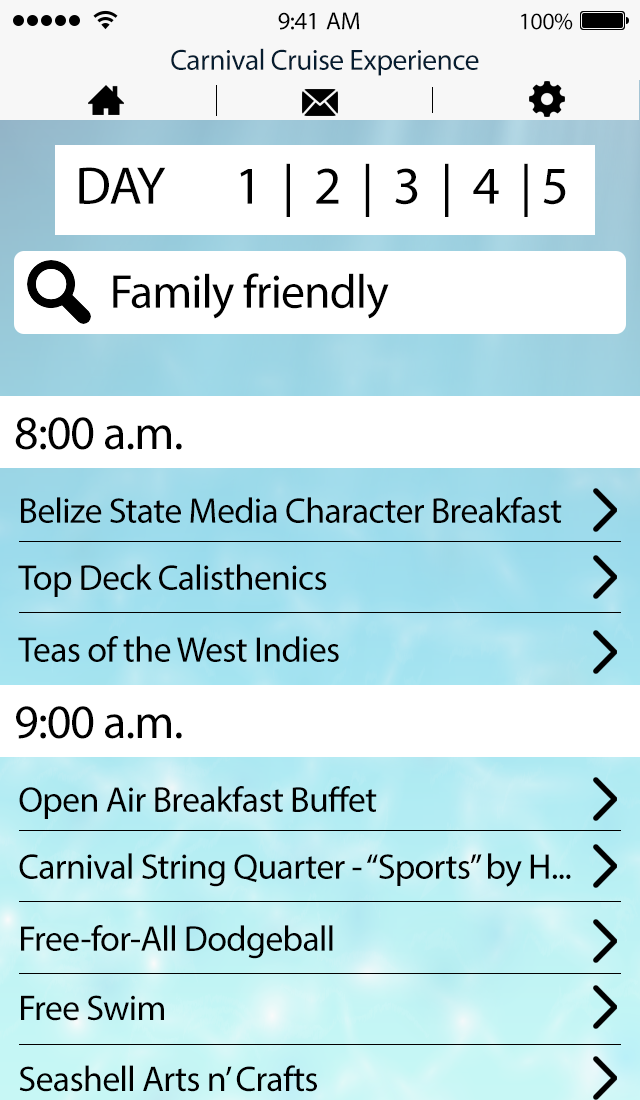 9:41 AM 100%
Carnival Cruise Experience
DAY 1 | 2 | 3 | 4 | 5
Family friendly
8:00 a.m.
Belize State Media Character Breakfast
Top Deck Calisthenics
Teas of the West Indies
9:00 a.m.
Open Air Breakfast Buffet
Carnival String Quarter - “Sports” by H...
Free-for-All Dodgeball
Free Swim
Seashell Arts n’ Crafts